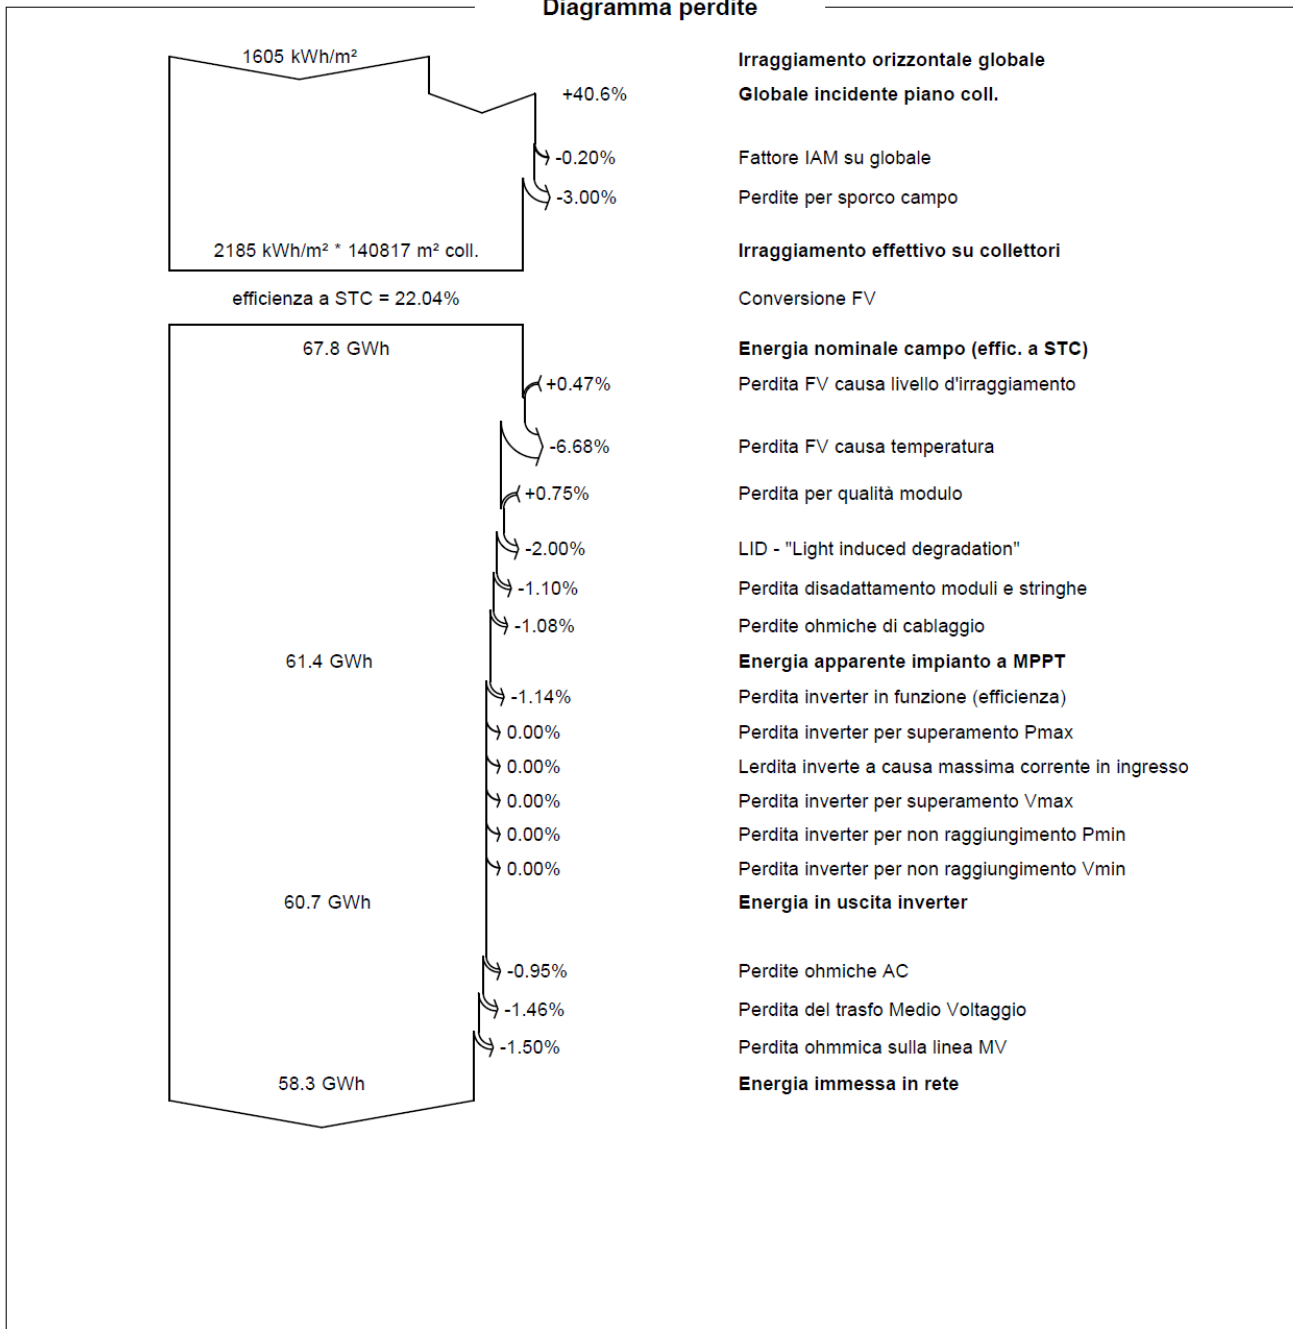 Diagramma perdite
1605 kWh/m² Irraggiamento orizzontale globale
+40.6% Globale incidente piano coll.
-0.20% Fattore IAM su globale
-3.00% Perdite per sporco campo
2185 kWh/m² * 140817 m² coll. Irraggiamento effettivo su collettori
efficienza a STC = 22.04% Conversione FV
67.8 GWh Energia nominale campo (effic. a STC)
+0.47% Perdita FV causa livello d'irraggiamento
-6.68% Perdita FV causa temperatura
+0.75% Perdita per qualità modulo
-2.00% LID - "Light induced degradation"
-1.10% Perdita disadattamento moduli e stringhe
-1.08% Perdite ohmiche di cablaggio
61.4 GWh Energia apparente impianto a MPPT
-1.14% Perdita inverter in funzione (efficienza)
0.00% Perdita inverter per superamento Pmax
0.00% Lerdita inverte a causa massima corrente in ingresso
0.00% Perdita inverter per superamento Vmax
0.00% Perdita inverter per non raggiungimento Pmin
0.00% Perdita inverter per non raggiungimento Vmin
60.7 GWh Energia in uscita inverter
-0.95% Perdite ohmiche AC
-1.46% Perdita del trasfo Medio Voltaggio
-1.50% Perdita ohmmica sulla linea MV
58.3 GWh Energia immessa in rete